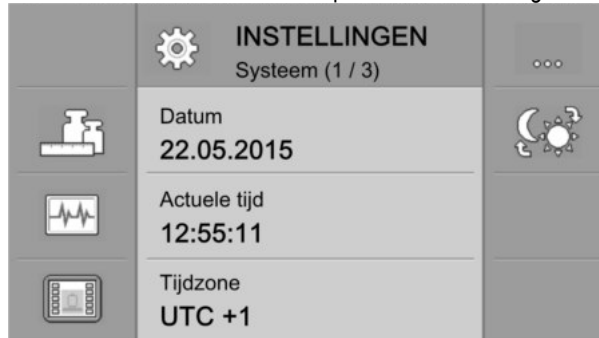 INSTELLINGEN
Systeem (1 / 3)
Datum
22.05.2015
Actuele tijd
12:55:11
Tijdzone
UTC +1